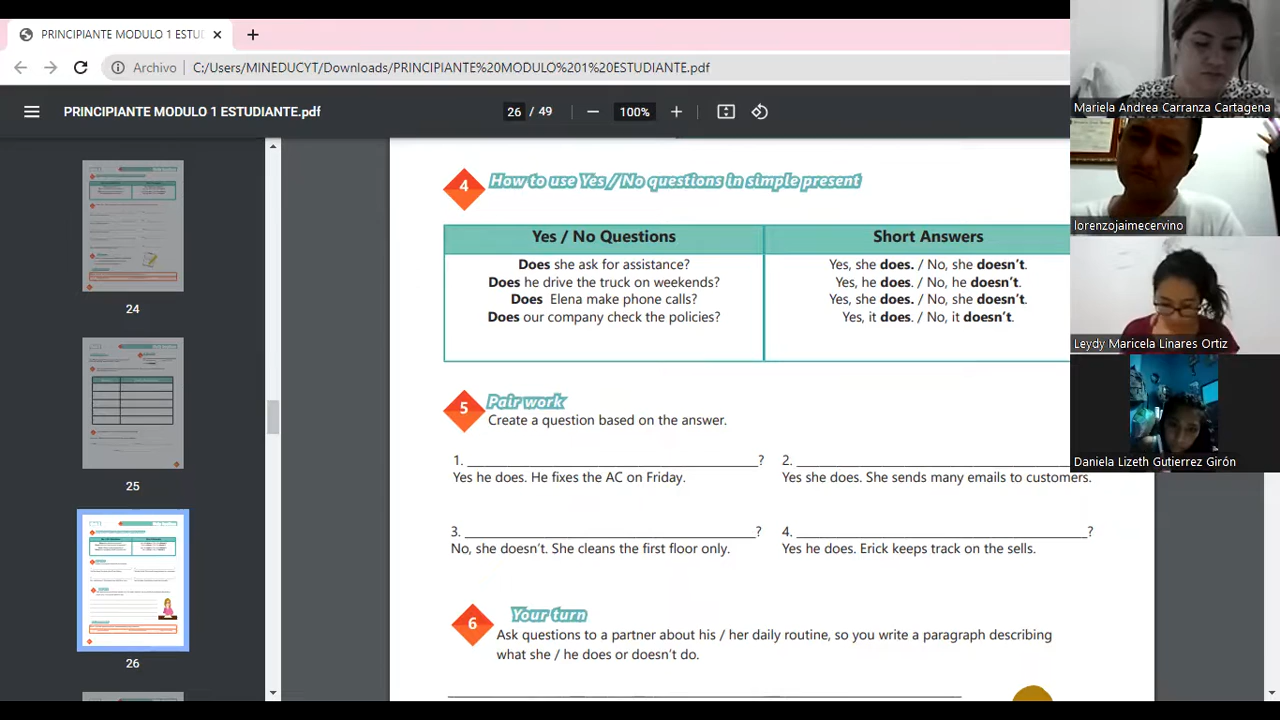 PRINCIPIANTE MODULO 1 ESTUD
Archivo
C:/Users/MINEDUCYT/Downloads/PRINCIPIANTE%20MODULO%201%20ESTUDIANTE.pdf
PRINCIPIANTE MODULO 1 ESTUDIANTE.pdf
26 / 49
100%
24
25
26
4 How to use Yes / No questions in simple present
Yes / No Questions
Does she ask for assistance?
Does he drive the truck on weekends?
Does Elena make phone calls?
Does our company check the policies?
Short Answers
Yes, she does. / No, she doesn't.
Yes, he does. / No, he doesn't.
Yes, she does. / No, she doesn't.
Yes, it does. / No, it doesn't.
5 Pair work
Create a question based on the answer.
1. ______________________________?
Yes he does. He fixes the AC on Friday.
2. ______________________________
Yes she does. She sends many emails to customers.
3. ______________________________?
No, she doesn't. She cleans the first floor only.
4. ______________________________?
Yes he does. Erick keeps track on the sells.
6 Your turn
Ask questions to a partner about his / her daily routine, so you write a paragraph describing
what she / he does or doesn't do.
Mariela Andrea Carranza Cartagena
lorenzojaimecervino
Leydy Maricela Linares Ortiz
Daniela Lizeth Gutierrez Girón